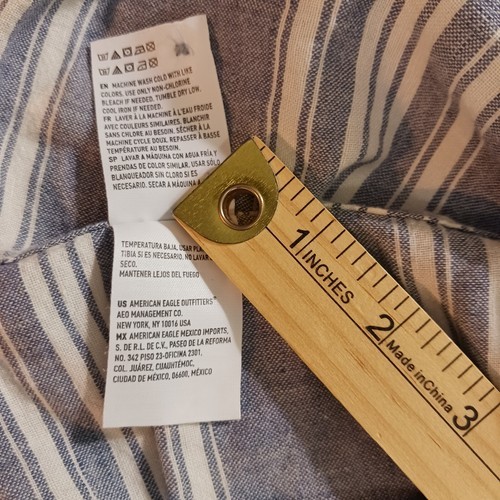 EN MACHINE WASH COLD WITH LIKE
COLORS, USE ONLY NON-CHLORINE
BLEACH IF NEEDED, TUMBLE DRY LOW,
COOL IRON IF NEEDED
FR LAVER À LA MACHINE À L'EAU FROIDE
AVEC COULEURS SIMILAIRES, BLANCHIR
SANS CHLORE AU BESOIN, SÉCHER À LA
MACHINE, CYCLE DOUX, REPASSER À BASSE
TEMPÉRATURE AU BESOIN.
SP LAVAR A MÁQUINA CON AGUA FRÍA Y
PRENDAS DE COLOR SIMILAR, USAR SÓLO
BLANQUEADOR SIN CLORO SI ES
NECESARIO, SECAR A MÁQUINA A
TEMPERATURA BAJA, USAR
TIBIA SI ES NECESARIO, NO
SECO.
MANTENER LEJOS DEL FUEGO
US AMERICAN EAGLE OUTFITTERS™
AEO MANAGEMENT CO.
NEW YORK, NY 10016 USA
MX AMERICAN EAGLE MEXICO IMPORTS,
S. DE R.L. DE C.V., PASEO DE LA REFORMA
NO. 342 PISO 23-OFICINA 2301,
COL. JUÁREZ, CUAUHTÉMOC,
CIUDAD DE MÉXICO, 06600, MÉXICO
1
INCHES
2
Made in China
3